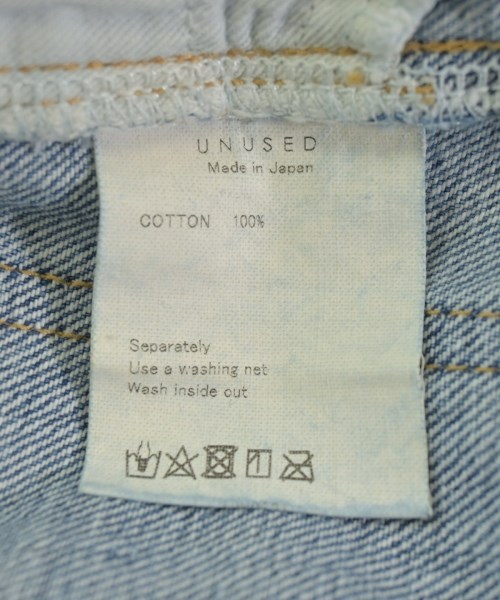 UNUSED
Made in Japan
COTTON 100%
Separately
Use a washing net
Wash inside out